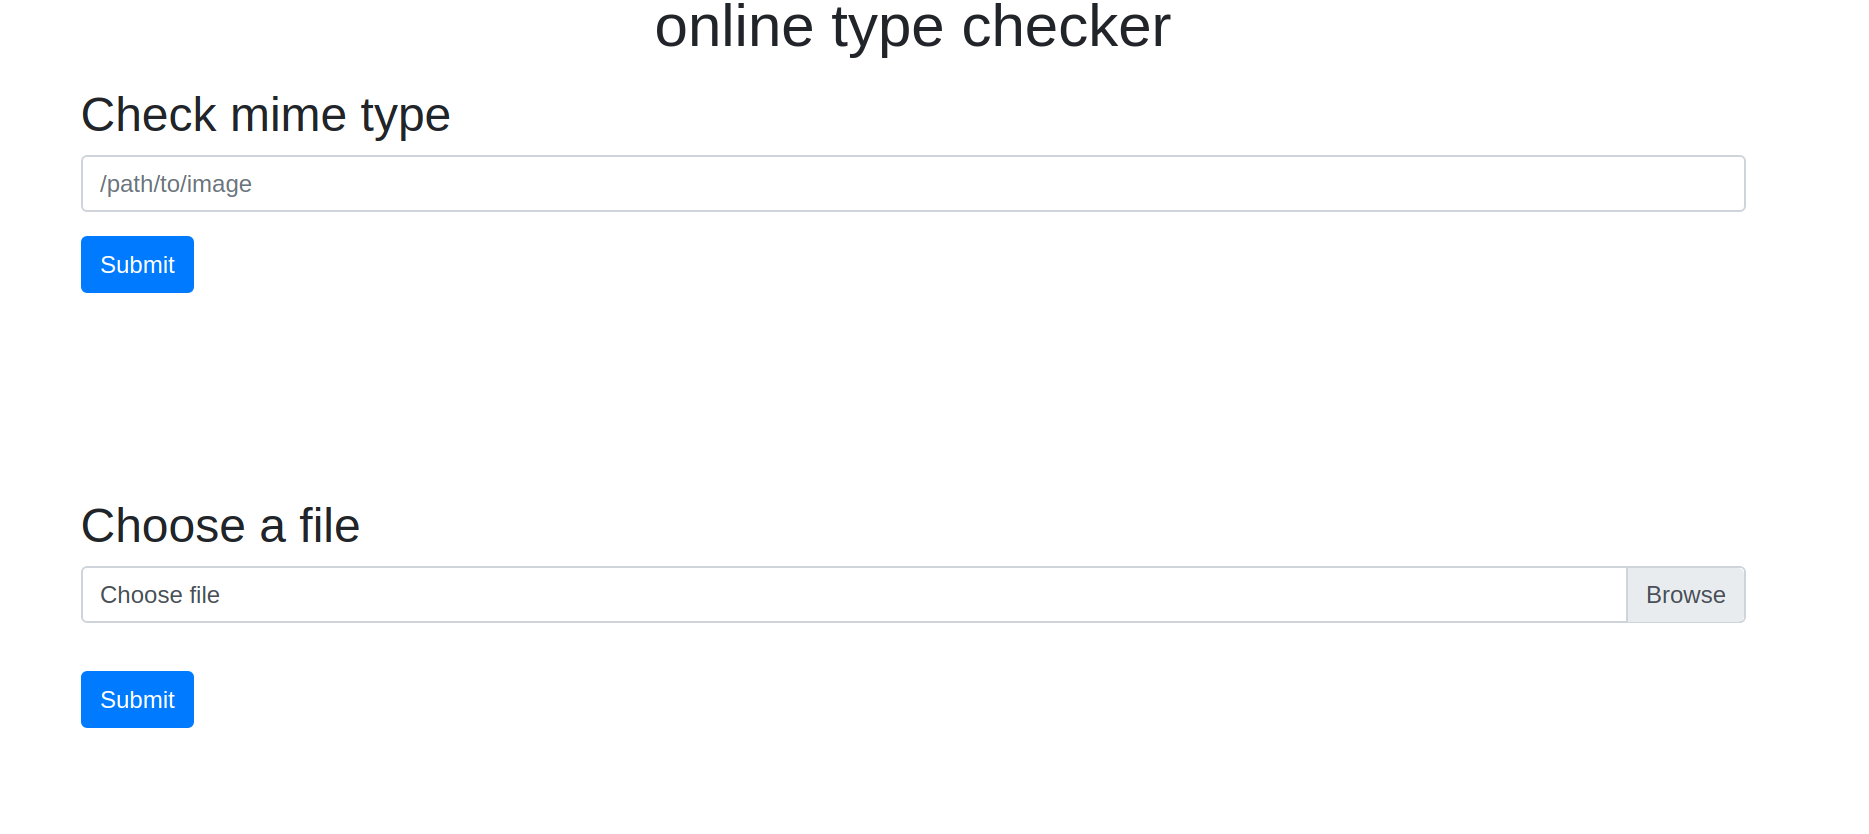 online type checker
Check mime type
/path/to/image
Submit
Choose a file
Choose file
Browse
Submit